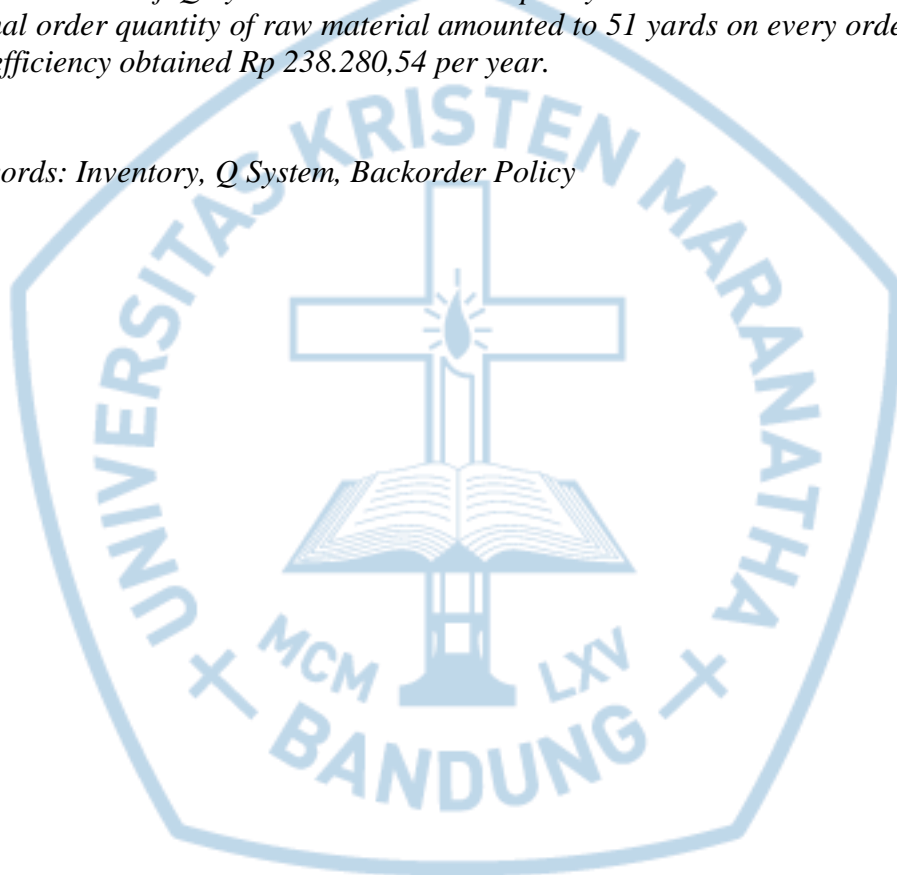 nal order quantity of raw material amounted to 51 yards on every orde
efficiency obtained Rp 238.280,54 per year.
ords: Inventory, Q System, Backorder Policy
UNIVERSITAS KRISTEN MARANATHA
MCM LXV
BANDUNG